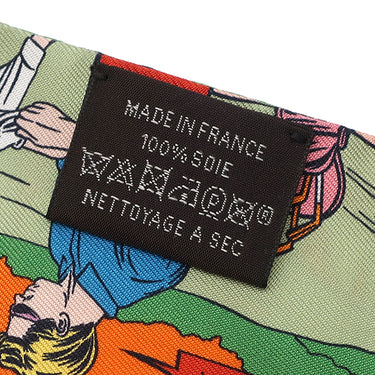 MADE IN FRANCE
100% SOIE
P
NETTOYAGE A SEC